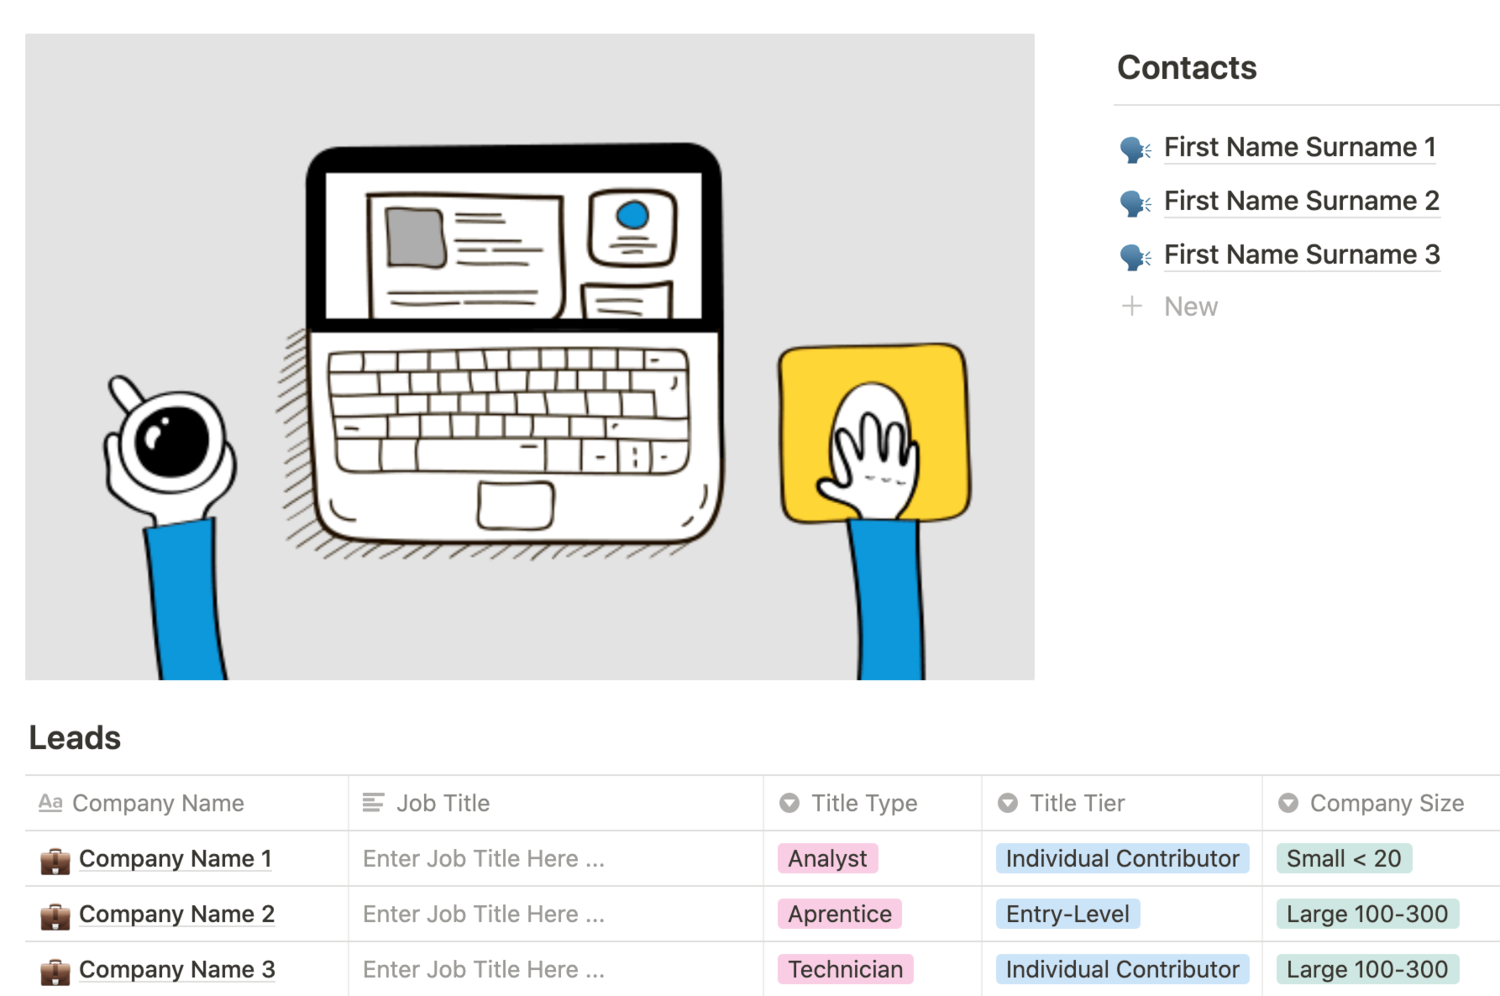 Contacts
First Name Surname 1
First Name Surname 2
First Name Surname 3
New
Leads
Aa Company Name Job Title Title Type Title Tier Company Size
Company Name 1 Enter Job Title Here ... Analyst Individual Contributor Small < 20
Company Name 2 Enter Job Title Here ... Aprentice Entry-Level Large 100-300
Company Name 3 Enter Job Title Here ... Technician Individual Contributor Large 100-300